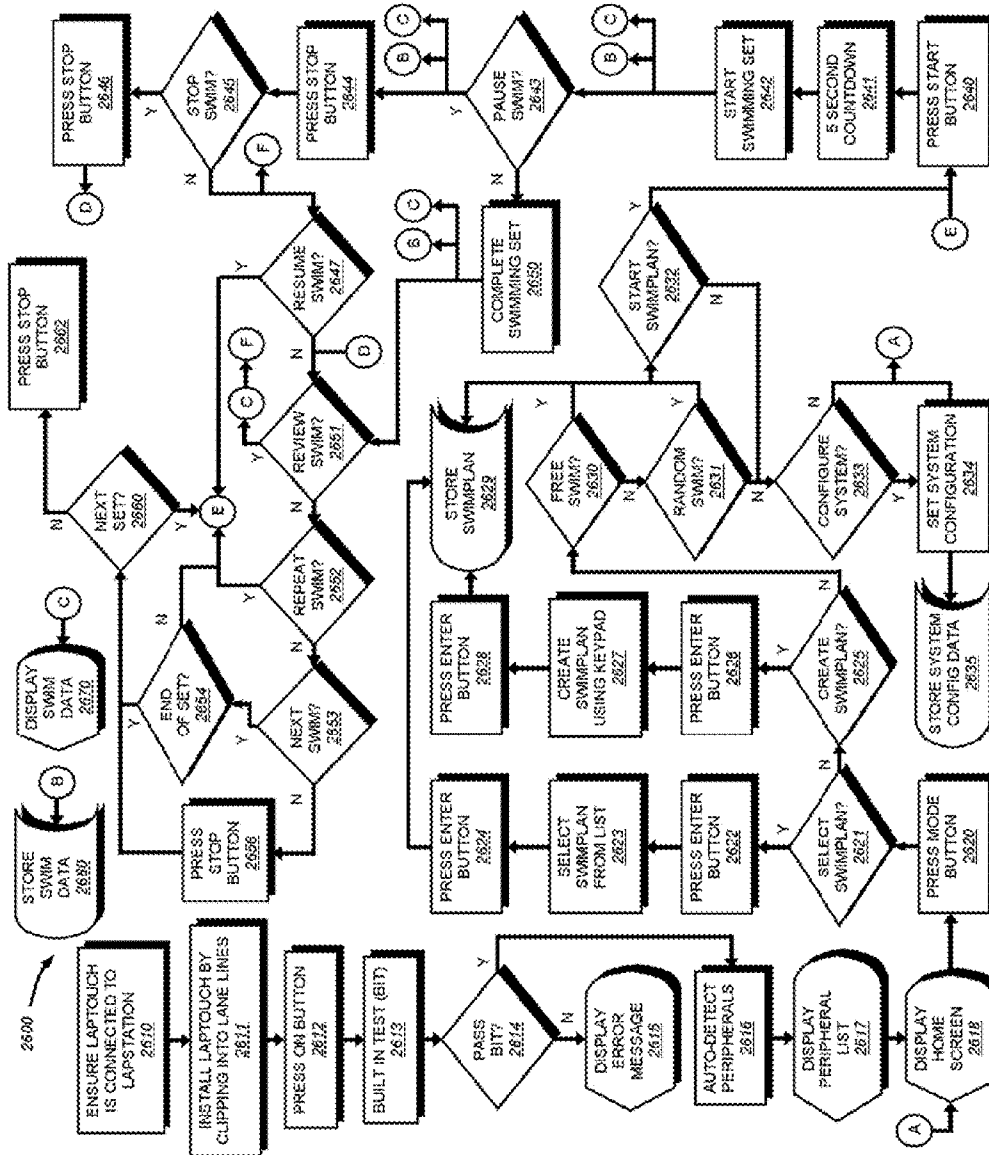 2600
ENSURE LAPTOUCH
IS CONNECTED TO
LAPSTATION
2610
INSTALL LAPTOUCH BY
CLIPPING INTO LANE LINES
2611
PRESS ON BUTTON
2612
BUILT IN TEST (BIT)
2613
PASS
BIT?
2614
Y
N
DISPLAY
ERROR
MESSAGE
2615
AUTO-DETECT
PERIPHERALS
2616
DISPLAY
PERIPHERAL
LIST
2617
DISPLAY
HOME
SCREEN
2618
A
PRESS MODE
BUTTON
2620
SELECT
SWIMPLAN?
2621
Y
N
PRESS ENTER
BUTTON
2622
SELECT
SWIMPLAN
FROM LIST
2623
PRESS ENTER
BUTTON
2624
CREATE
SWIMPLAN?
2625
Y
N
PRESS ENTER
BUTTON
2626
CREATE
SWIMPLAN
USING KEYPAD
2627
PRESS ENTER
BUTTON
2628
STORE
SWIMPLAN
2629
FREE
SWIM?
2630
Y
N
RANDOM
SWIM?
2631
Y
N
START
SWIMPLAN?
2632
Y
N
CONFIGURE
SYSTEM?
2633
N
Y
A
SET SYSTEM
CONFIGURATION
2634
STORE SYSTEM
CONFIG DATA
2635
E
PRESS START
BUTTON
2640
5 SECOND
COUNTDOWN
2641
START
SWIMMING SET
2642
B
C
PAUSE
SWIM?
2643
Y
N
B
C
PRESS STOP
BUTTON
2644
STOP
SWIM?
2645
Y
N
F
PRESS STOP
BUTTON
2646
D
RESUME
SWIM?
2647
Y
N
D
COMPLETE
SWIMMING SET
2650
B
C
REVIEW
SWIM?
2651
Y
N
C
F
REPEAT
SWIM?
2652
Y
N
E
NEXT
SWIM?
2653
Y
N
END
OF SET?
2654
N
Y
PRESS
STOP
BUTTON
2656
NEXT
SET?
2660
N
Y
PRESS STOP
BUTTON
2662
DISPLAY
SWIM
DATA
2670
C
STORE
SWIM
DATA
2680
B